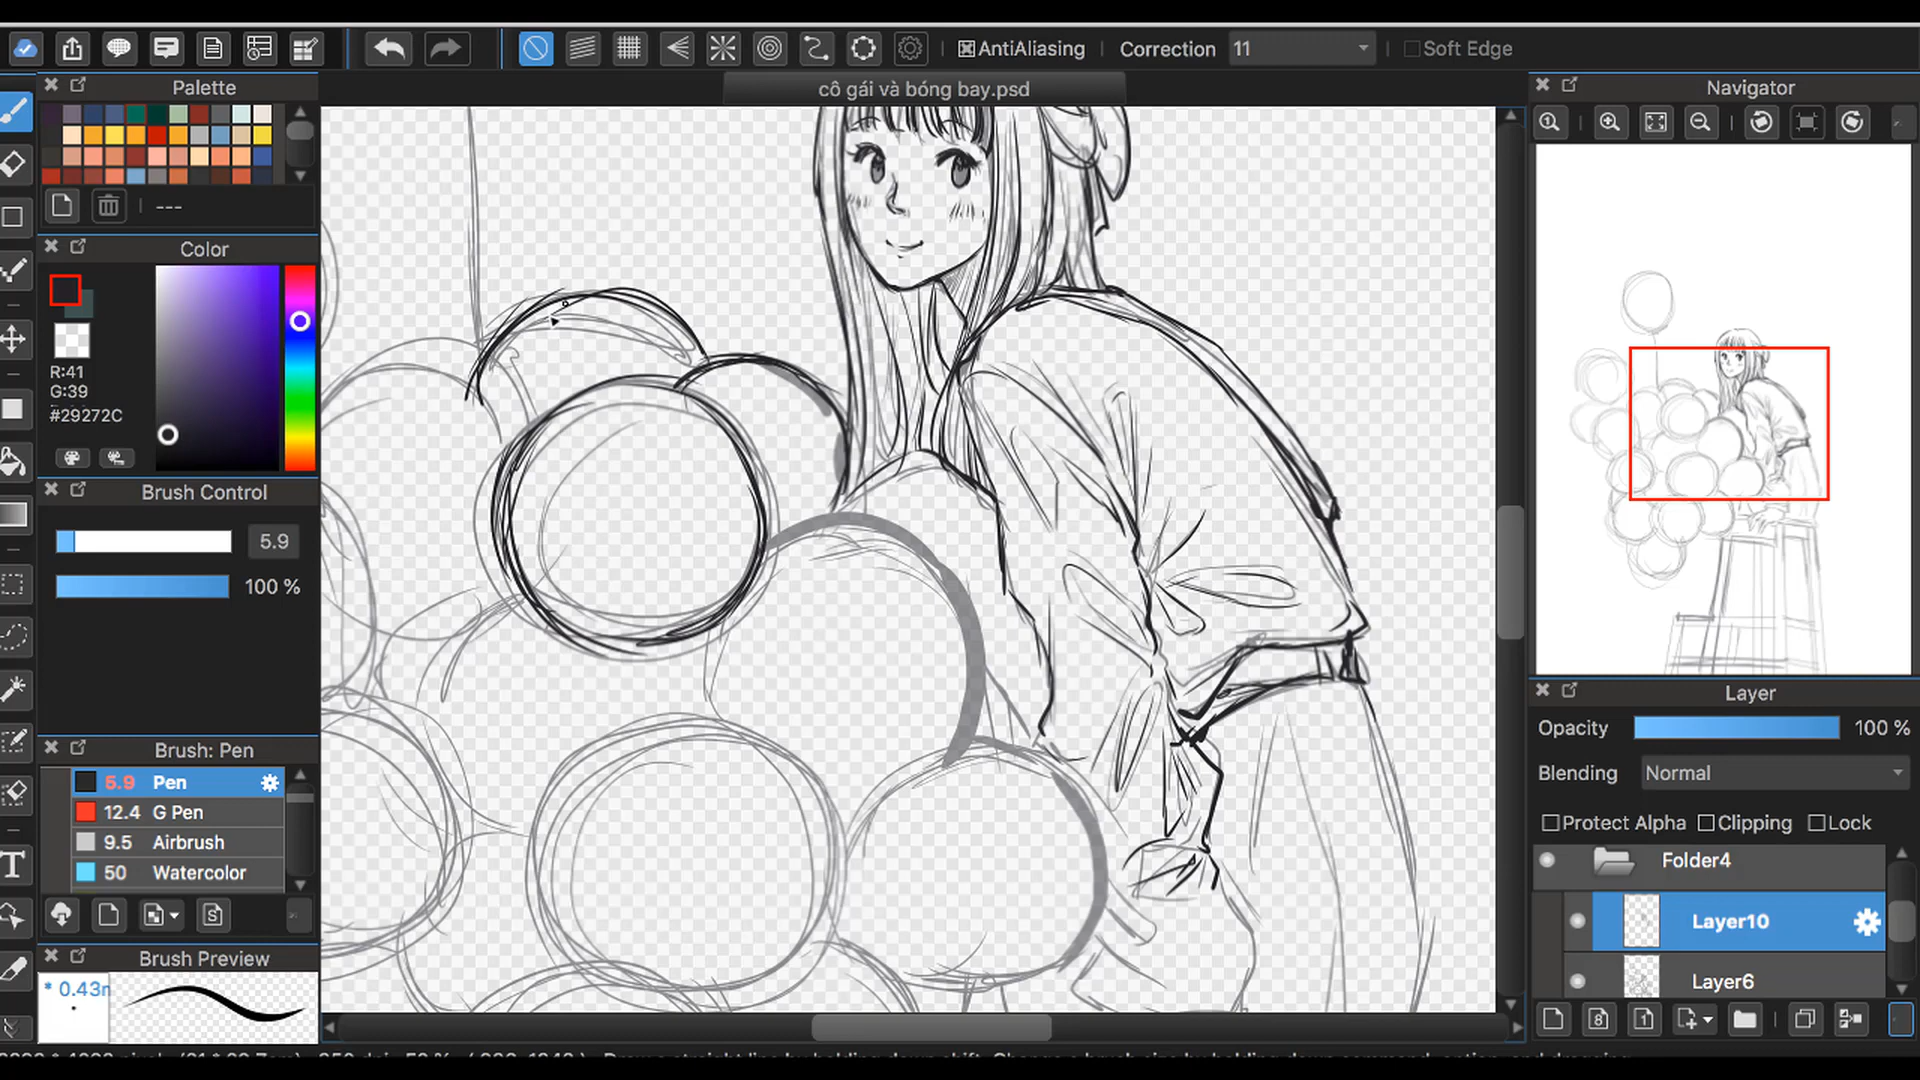 AntiAliasing
Correction
11
Soft Edge
Palette
cô gái và bóng bay.psd
Navigator
---
Color
R:41
G:39
#29272C
Brush Control
5.9
100 %
Brush: Pen
5.9 Pen
12.4 G Pen
9.5 Airbrush
50 Watercolor
Brush Preview
* 0.43
Layer
Opacity
100 %
Blending
Normal
Protect Alpha
Clipping
Lock
Folder4
Layer10
Layer6